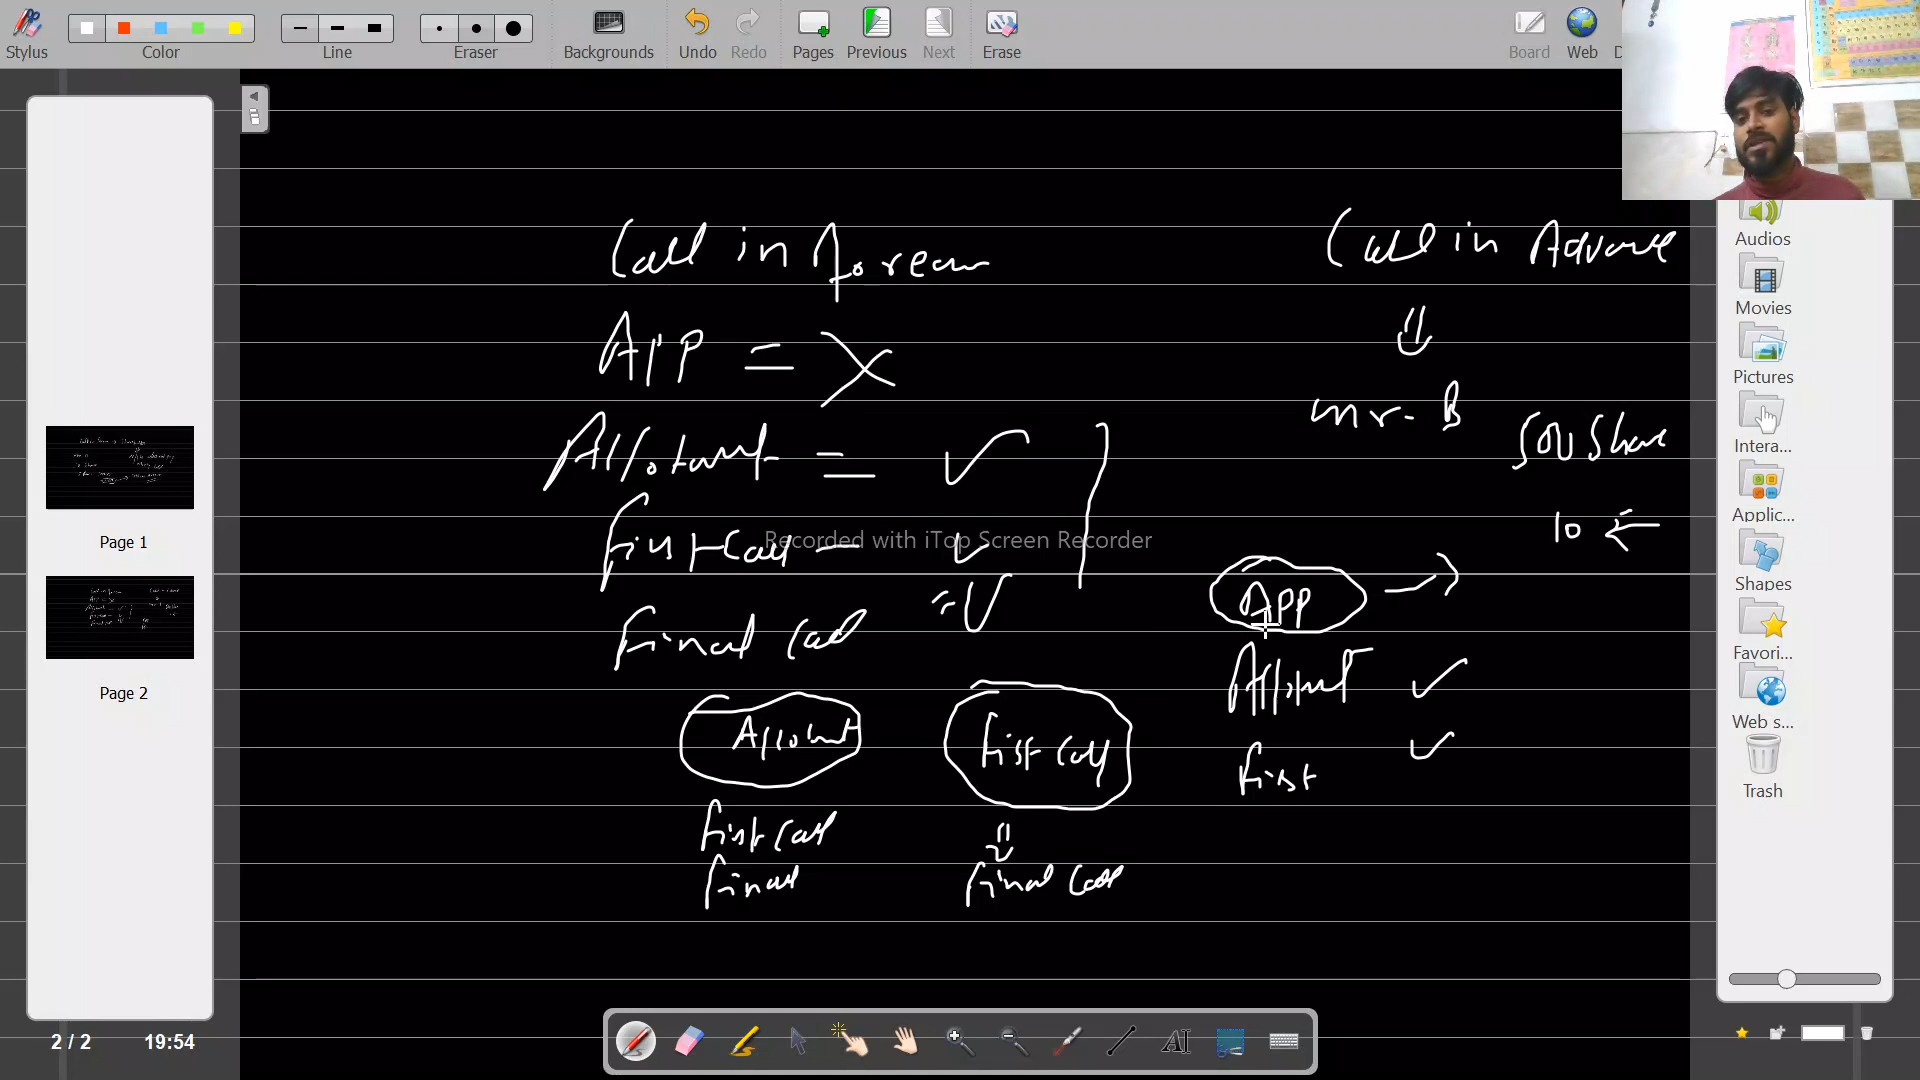 Stylus
Color
Line
Eraser
Backgrounds
Undo
Redo
Pages
Previous
Next
Erase
Board
Web
D
Call in Arrear
APP = X
Allotment = ✓
First Call — ✓
Final Call = ✓
Allotment
First Call
Final
First Call
⇓
Final Call
Call in Advance
⇓
Mr. B
500 Share
10 ←
APP →
Allotment ✓
First ✓
Recorded with iTop Screen Recorder
Page 1
Page 2
2 / 2
19:54
Audios
Movies
Pictures
Intera...
Applic...
Shapes
Favori...
Web s...
Trash
AI